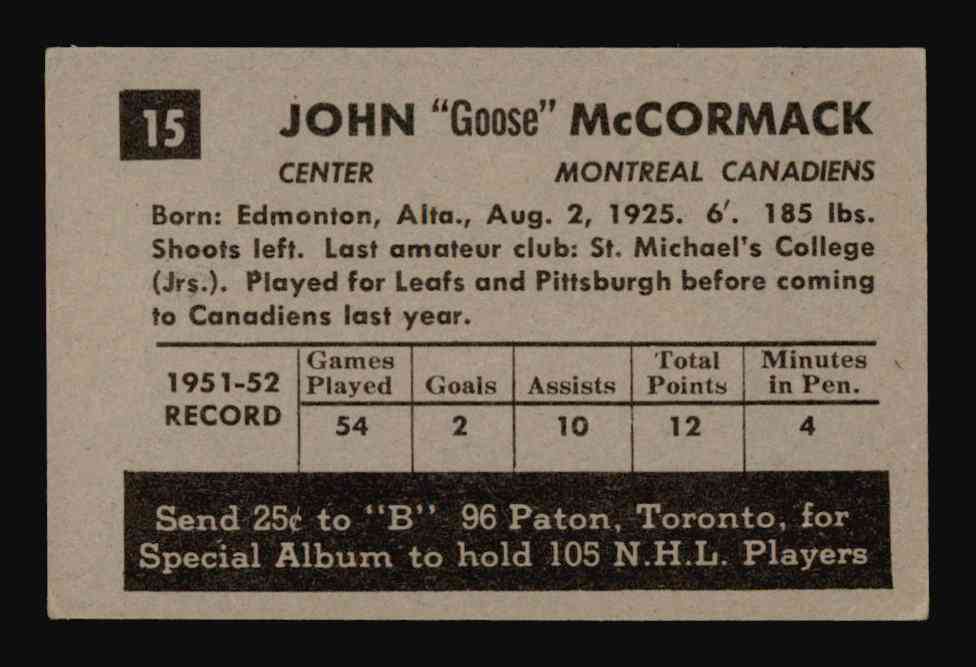 15
JOHN "Goose" McCORMACK
CENTER MONTREAL CANADIENS
Born: Edmonton, Alta., Aug. 2, 1925. 6'. 185 lbs.
Shoots left. Last amateur club: St. Michael's College
(Jrs.). Played for Leafs and Pittsburgh before coming
to Canadiens last year.
1951-52 RECORD
Games Played Goals Assists Total Points Minutes in Pen.
54 2 10 12 4
Send 25¢ to "B" 96 Paton, Toronto, for
Special Album to hold 105 N.H.L. Players